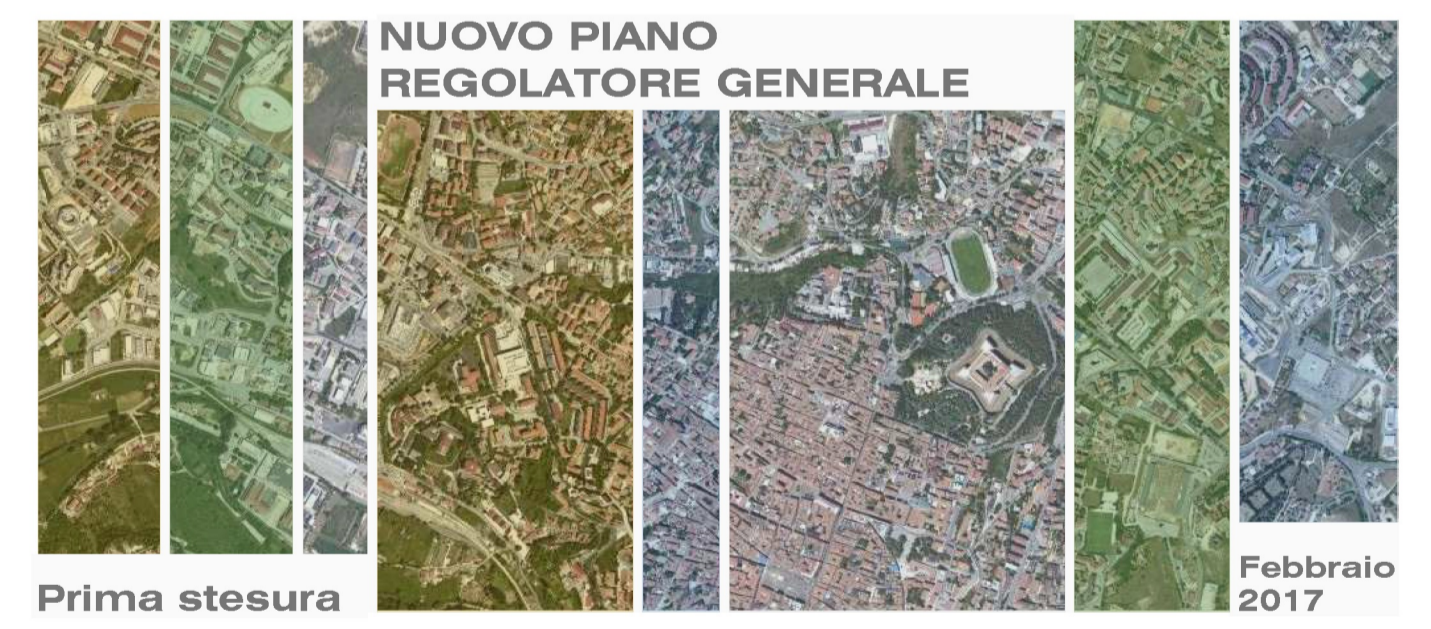 NUOVO PIANO
REGOLATORE GENERALE
Prima stesura
Febbraio
2017